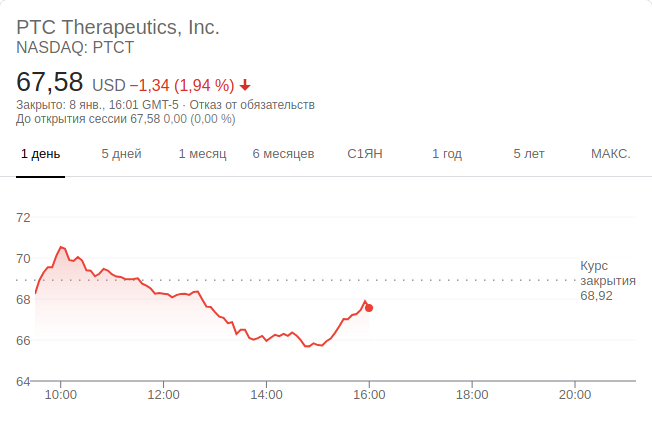 PTC Therapeutics, Inc.
NASDAQ: PTCT
67,58 USD −1,34 (1,94 %)
Закрыто: 8 янв., 16:01 GMT-5 · Отказ от обязательств
До открытия сессии 67,58 0,00 (0,00 %)
1 день 5 дней 1 месяц 6 месяцев С1ЯН 1 год 5 лет МАКС.
72
70
68
66
64
Курс
закрытия
68,92
10:00 12:00 14:00 16:00 18:00 20:00